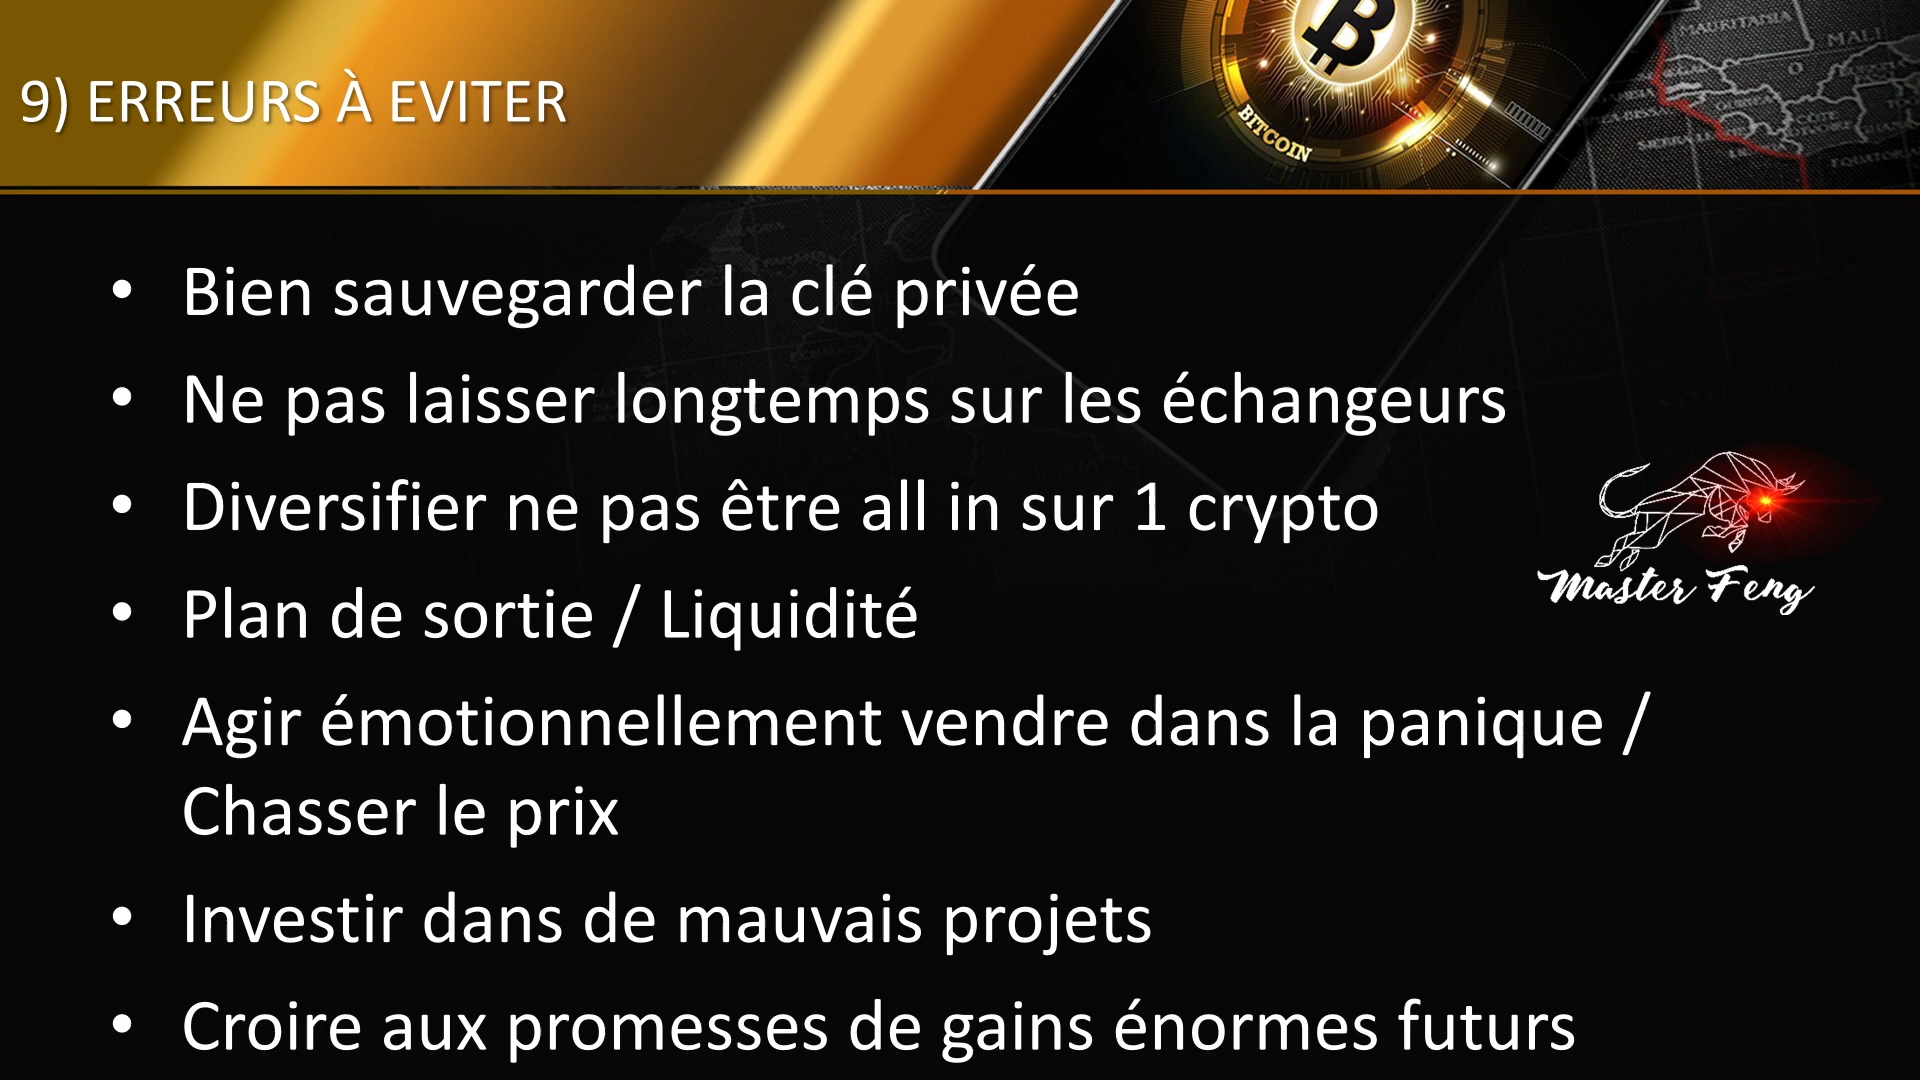 9) ERREURS À EVITER
BITCOIN
MAURITANIA
MALI
• Bien sauvegarder la clé privée
• Ne pas laisser longtemps sur les échangeurs
• Diversifier ne pas être all in sur 1 crypto
Master Feng
• Plan de sortie / Liquidité
• Agir émotionnellement vendre dans la panique /
Chasser le prix
• Investir dans de mauvais projets
• Croire aux promesses de gains énormes futurs